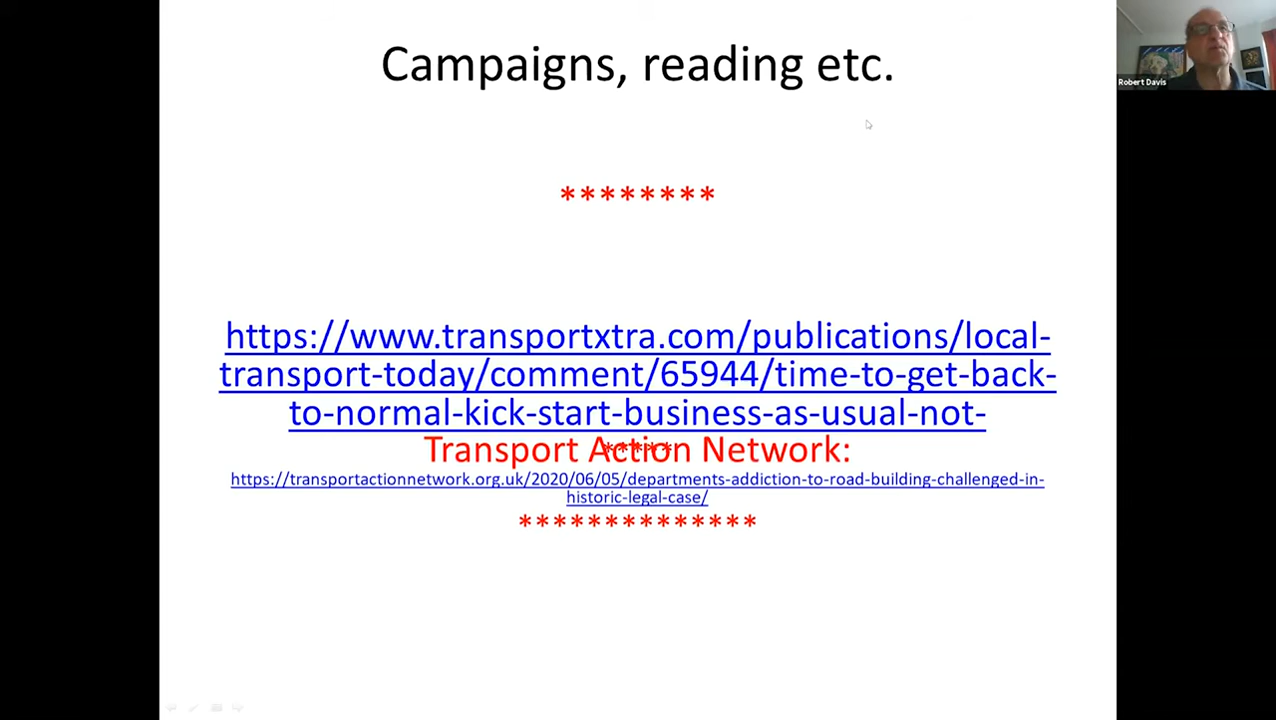 Campaigns, reading etc.
Robert Davis
********
https://www.transportxtra.com/publications/local-
transport-today/comment/65944/time-to-get-back-
to-normal-kick-start-business-as-usual-not-
*****
Transport Action Network:
https://transportactionnetwork.org.uk/2020/06/05/departments-addiction-to-road-building-challenged-in-
historic-legal-case/
**************